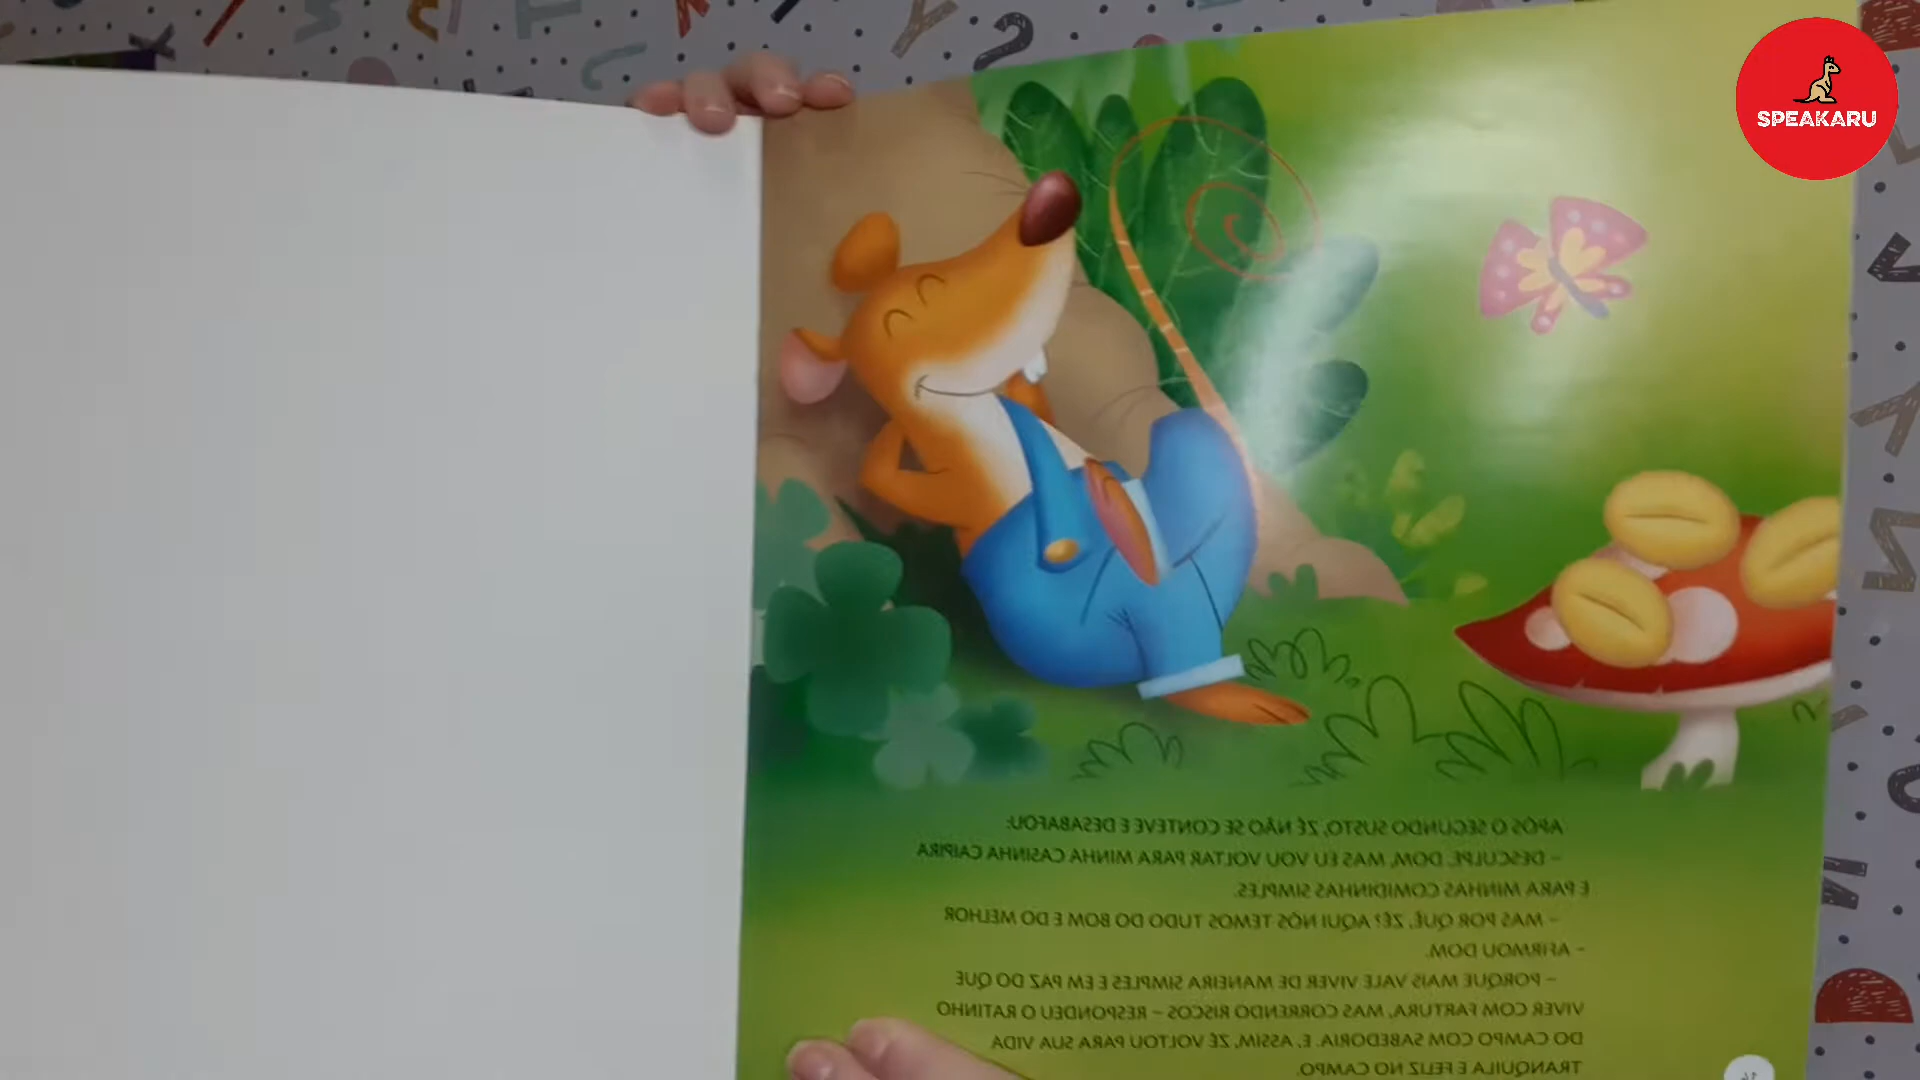 SPEAKARU
APÓS O SEGUNDO SUSTO, ZÉ NÃO SE CONTEVE E DESABAFOU:
– DESCULPE, DOM, MAS EU VOU VOLTAR PARA MINHA CASINHA CAIPIRA
E PARA MINHAS COMIDINHAS SIMPLES.
– MAS POR QUÊ, ZÉ? AQUI NÓS TEMOS TUDO DO BOM E DO MELHOR
– AFIRMOU DOM.
– PORQUE MAIS VALE VIVER DE MANEIRA SIMPLES E EM PAZ DO QUE
VIVER COM FARTURA, MAS CORRENDO RISCOS – RESPONDEU O RATINHO
DO CAMPO COM SABEDORIA. E, ASSIM, ZÉ VOLTOU PARA SUA VIDA
TRANQUILA E FELIZ NO CAMPO.